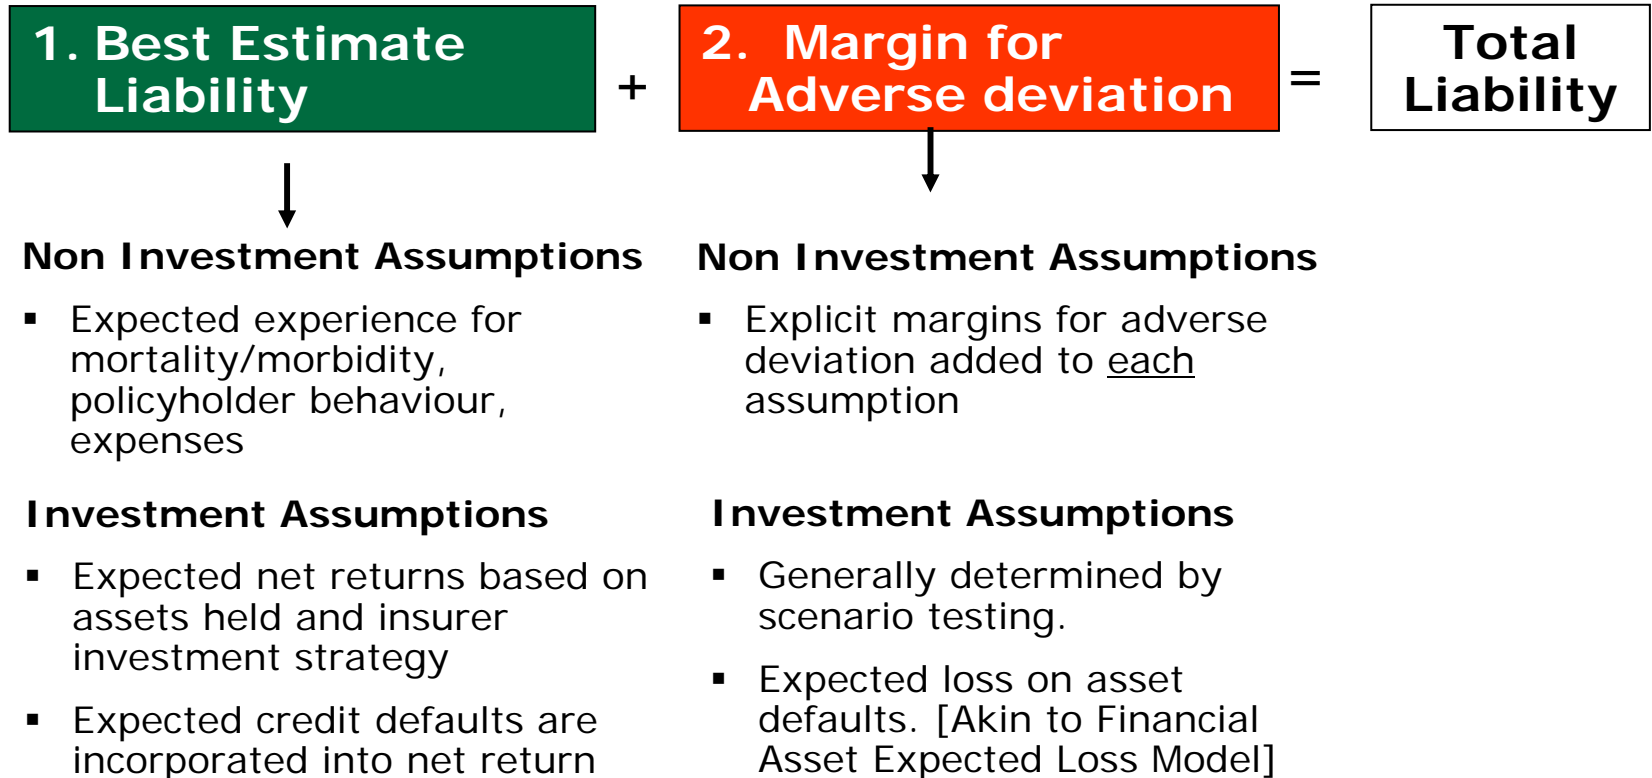 1. Best Estimate
Liability
+
2. Margin for
Adverse deviation
=
Total
Liability
Non Investment Assumptions
▪ Expected experience for
mortality/morbidity,
policyholder behaviour,
expenses
Investment Assumptions
▪ Expected net returns based on
assets held and insurer
investment strategy
▪ Expected credit defaults are
incorporated into net return
Non Investment Assumptions
▪ Explicit margins for adverse
deviation added to each
assumption
Investment Assumptions
▪ Generally determined by
scenario testing.
▪ Expected loss on asset
defaults. [Akin to Financial
Asset Expected Loss Model]